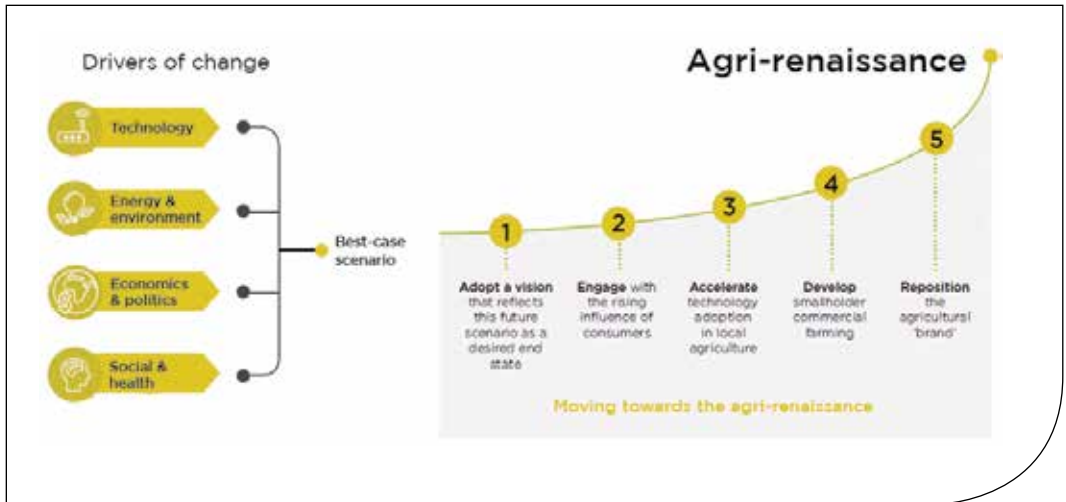 Drivers of change
Technology
Energy &
environment
Economics
& politics
Social &
health
Best-case
scenario
Agri-renaissance
1
2
3
4
5
Adopt a vision
that reflects
this future
scenario as a
desired end
state
Engage with
the rising
influence of
consumers
Accelerate
technology
adoption
in local
agriculture
Develop
smallholder
commercial
farming
Reposition
the
agricultural
'brand'
Moving towards the agri-renaissance